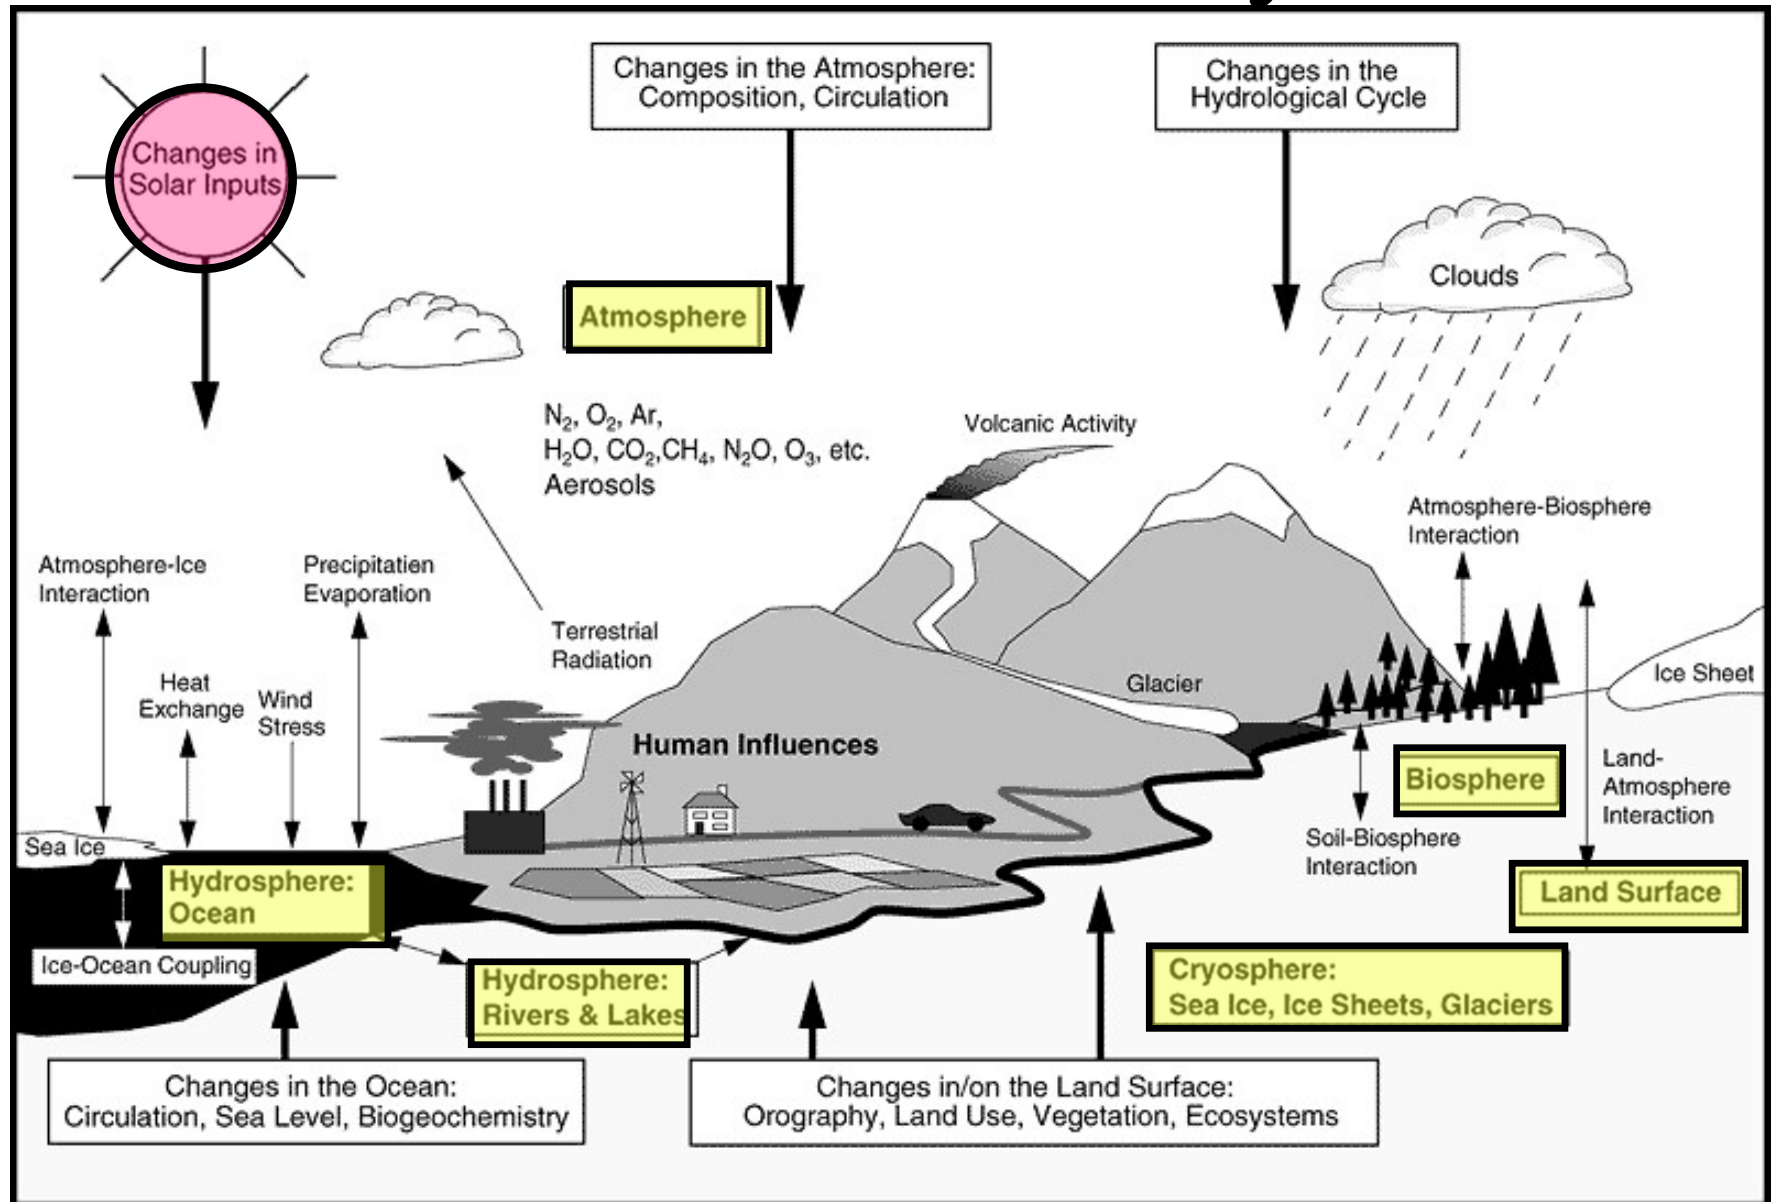 Changes in the Atmosphere:
Composition, Circulation
Changes in the
Hydrological Cycle
Changes in
Solar Inputs
Clouds
Atmosphere
N₂, O₂, Ar,
H₂O, CO₂,CH₄, N₂O, O₃, etc.
Aerosols
Volcanic Activity
Atmosphere-Biosphere
Interaction
Atmosphere-Ice
Interaction
Precipitation
Evaporation
Terrestrial
Radiation
Heat
Exchange
Wind
Stress
Glacier
Ice Sheet
Human Influences
Biosphere
Land-
Atmosphere
Interaction
Soil-Biosphere
Interaction
Sea Ice
Hydrosphere:
Ocean
Land Surface
Ice-Ocean Coupling
Hydrosphere:
Rivers & Lakes
Cryosphere:
Sea Ice, Ice Sheets, Glaciers
Changes in the Ocean:
Circulation, Sea Level, Biogeochemistry
Changes in/on the Land Surface:
Orography, Land Use, Vegetation, Ecosystems